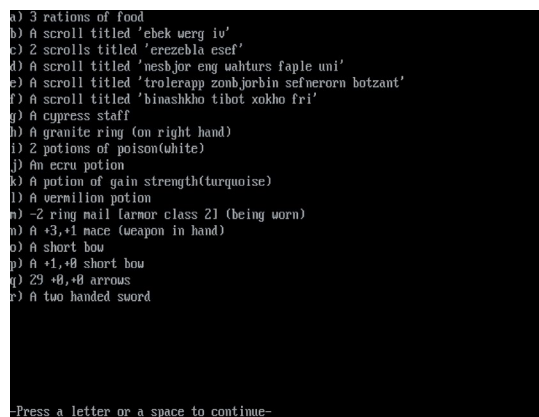 a) 3 rations of food
b) A scroll titled 'ebek werg iv'
c) 2 scrolls titled 'erezebla esef'
d) A scroll titled 'nesbjor eng wahturs faple uni'
e) A scroll titled 'trolerapp zonbjorbin sefnerorn botzant'
f) A scroll titled 'binashkho tibot xokho fri'
g) A cypress staff
h) A granite ring (on right hand)
i) 2 potions of poison(white)
j) An ecru potion
k) A potion of gain strength(turquoise)
l) A vermilion potion
m) -2 ring mail [armor class 2] (being worn)
n) A +3,+1 mace (weapon in hand)
o) A short bow
p) A +1,+0 short bow
q) 29 +0,+0 arrows
r) A two handed sword
-Press a letter or a space to continue-